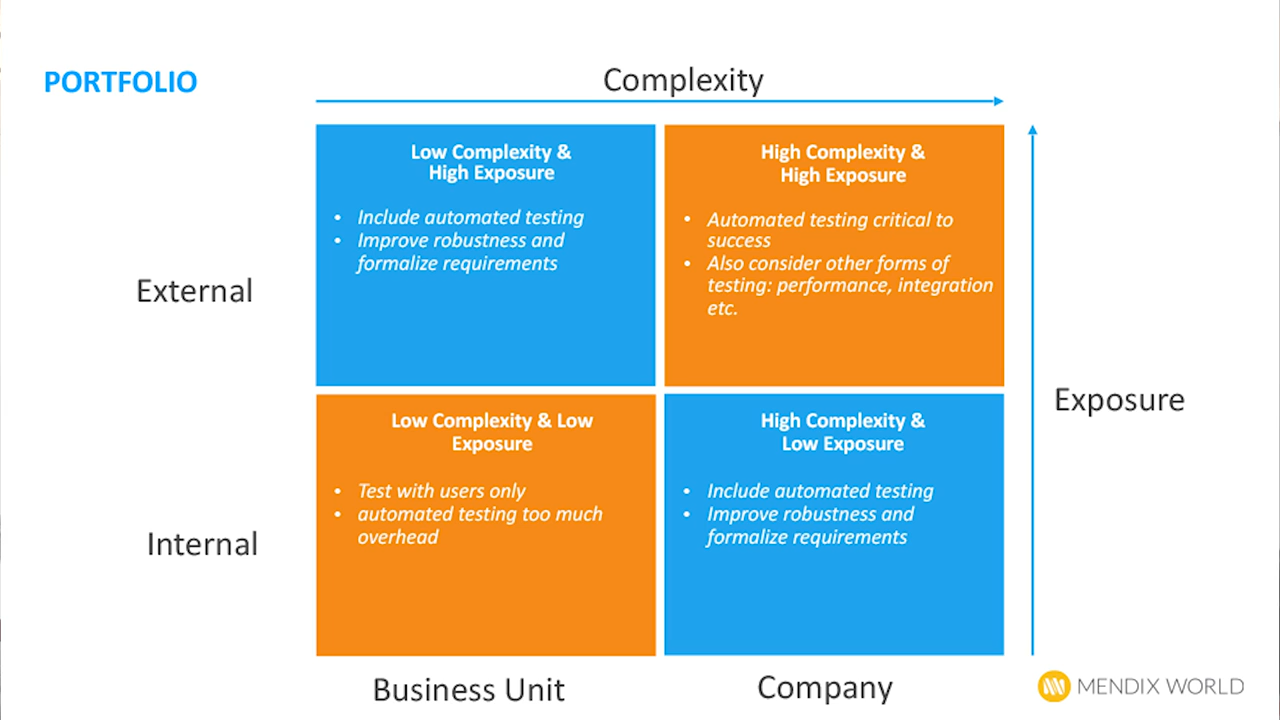 PORTFOLIO
Complexity
Low Complexity &
High Exposure
• Include automated testing
• Improve robustness and
formalize requirements
High Complexity &
High Exposure
• Automated testing critical to
success
• Also consider other forms of
testing: performance, integration
etc.
External
Exposure
Low Complexity & Low
Exposure
• Test with users only
• automated testing too much
overhead
High Complexity &
Low Exposure
• Include automated testing
• Improve robustness and
formalize requirements
Internal
Business Unit
Company
MENDIX WORLD